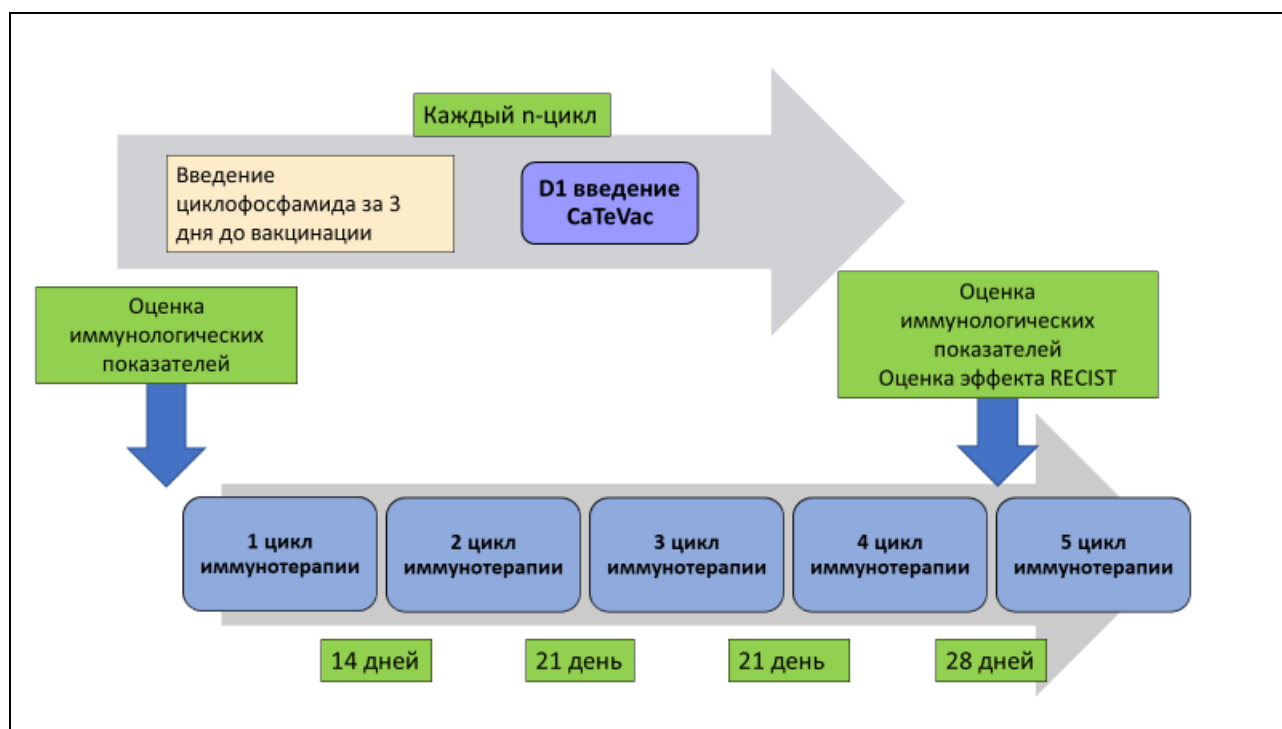 Каждый n-цикл
Введение
циклофосфамида за 3
дня до вакцинации
D1 введение
CaTeVac
Оценка
иммунологических
показателей
Оценка
иммунологических
показателей
Оценка эффекта RECIST
1 цикл
иммунотерапии
2 цикл
иммунотерапии
3 цикл
иммунотерапии
4 цикл
иммунотерапии
5 цикл
иммунотерапии
14 дней
21 день
21 день
28 дней